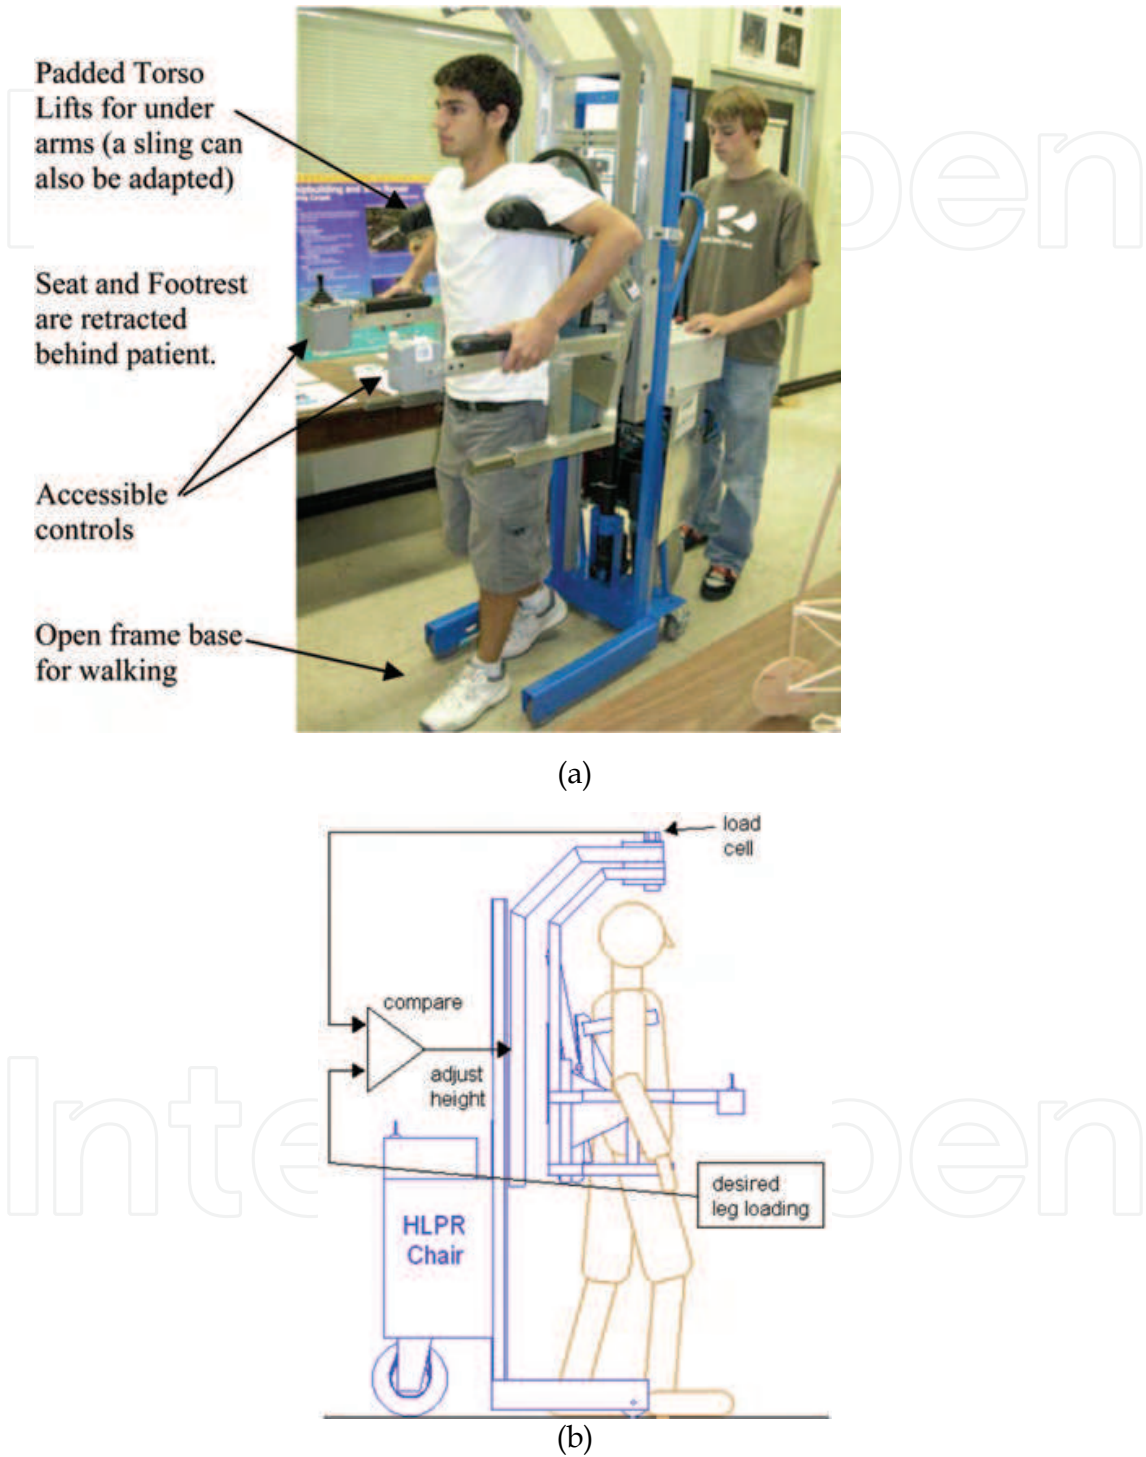 Padded Torso
Lifts for under
arms (a sling can
also be adapted)
Seat and Footrest
are retracted
behind patient.
Accessible
controls
Open frame base
for walking
(a)
load
cell
compare
adjust
height
desired
leg loading
HLPR
Chair
(b)